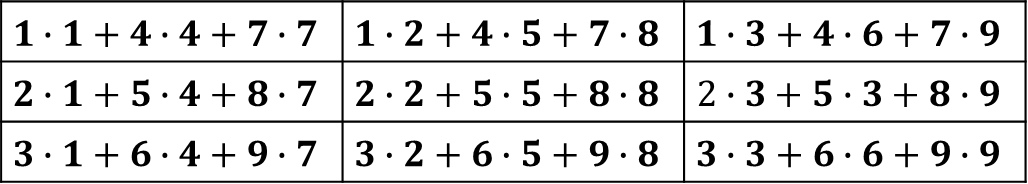 1 · 1 + 4 · 4 + 7 · 7 1 · 2 + 4 · 5 + 7 · 8 1 · 3 + 4 · 6 + 7 · 9
2 · 1 + 5 · 4 + 8 · 7 2 · 2 + 5 · 5 + 8 · 8 2 · 3 + 5 · 3 + 8 · 9
3 · 1 + 6 · 4 + 9 · 7 3 · 2 + 6 · 5 + 9 · 8 3 · 3 + 6 · 6 + 9 · 9